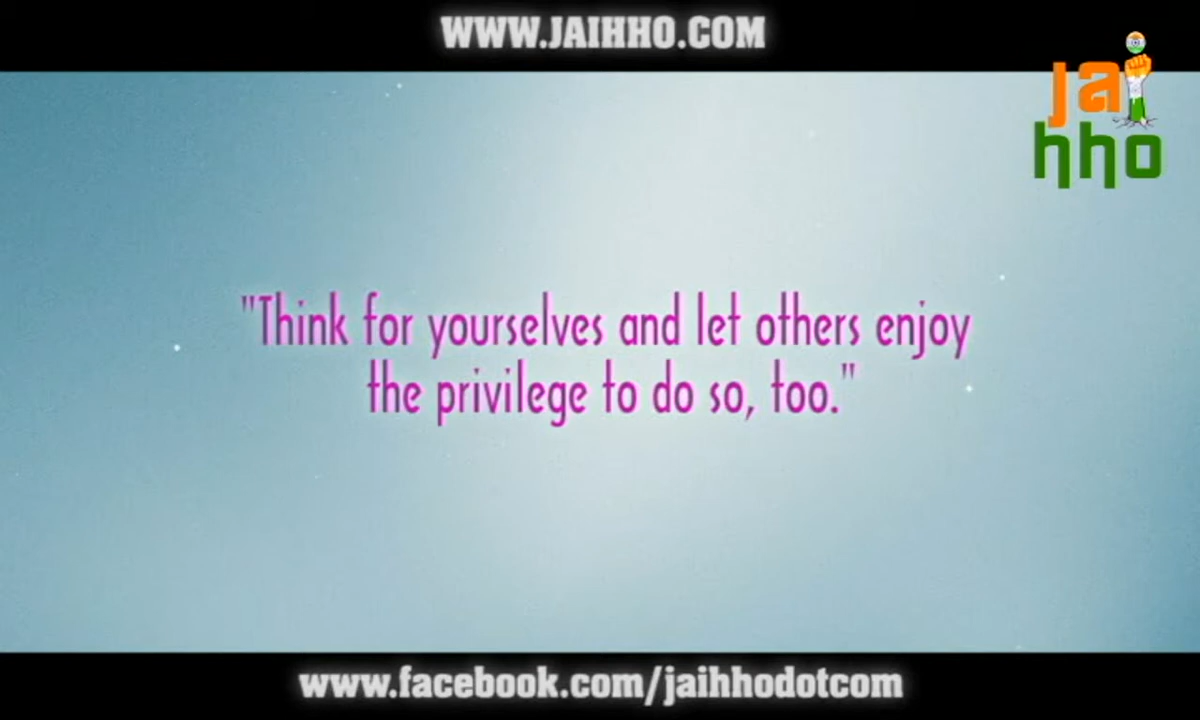 WWW.JAIHHO.COM
jai
hho
"Think for yourselves and let others enjoy
the privilege to do so, too."
www.facebook.com/jaihhodotcom